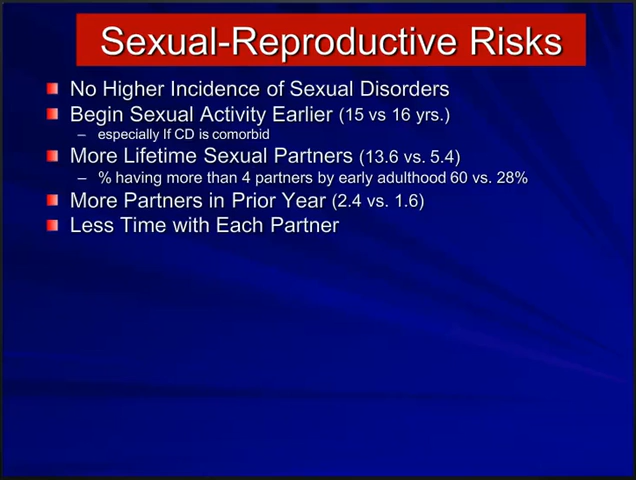 Sexual-Reproductive Risks
No Higher Incidence of Sexual Disorders
Begin Sexual Activity Earlier (15 vs 16 yrs.)
– especially If CD is comorbid
More Lifetime Sexual Partners (13.6 vs. 5.4)
– % having more than 4 partners by early adulthood 60 vs. 28%
More Partners in Prior Year (2.4 vs. 1.6)
Less Time with Each Partner